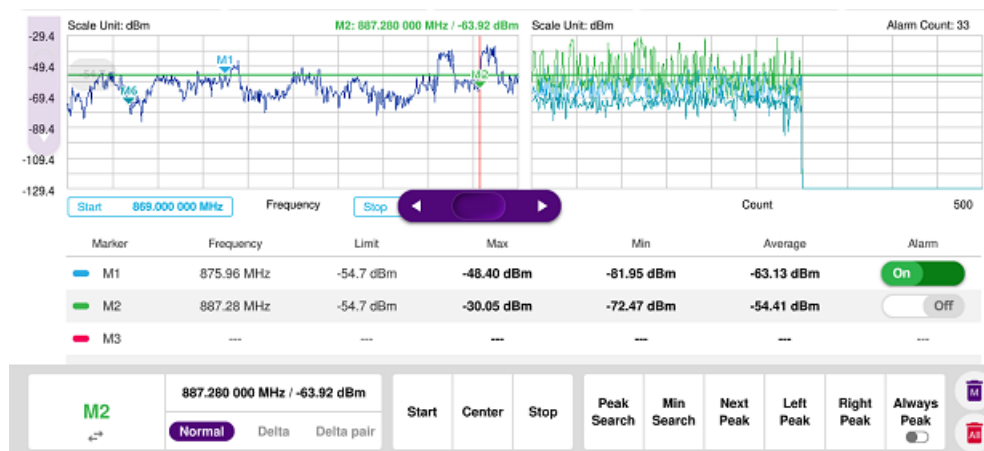 Scale Unit: dBm M2: 887.280 000 MHz / -63.92 dBm Scale Unit: dBm Alarm Count: 33
-29.4
-49.4
-69.4
-89.4
-109.4
-129.4
M1
M2
M6
Start 869.000 000 MHz Frequency Stop Count 500
Marker Frequency Limit Max Min Average Alarm
M1 875.96 MHz -54.7 dBm -48.40 dBm -81.95 dBm -63.13 dBm On
M2 887.28 MHz -54.7 dBm -30.05 dBm -72.47 dBm -54.41 dBm Off
M3 --- --- --- --- --- ---
M2
887.280 000 MHz / -63.92 dBm
Normal Delta Delta pair
Start Center Stop
Peak Search
Min Search
Next Peak
Left Peak
Right Peak
Always Peak
M
All